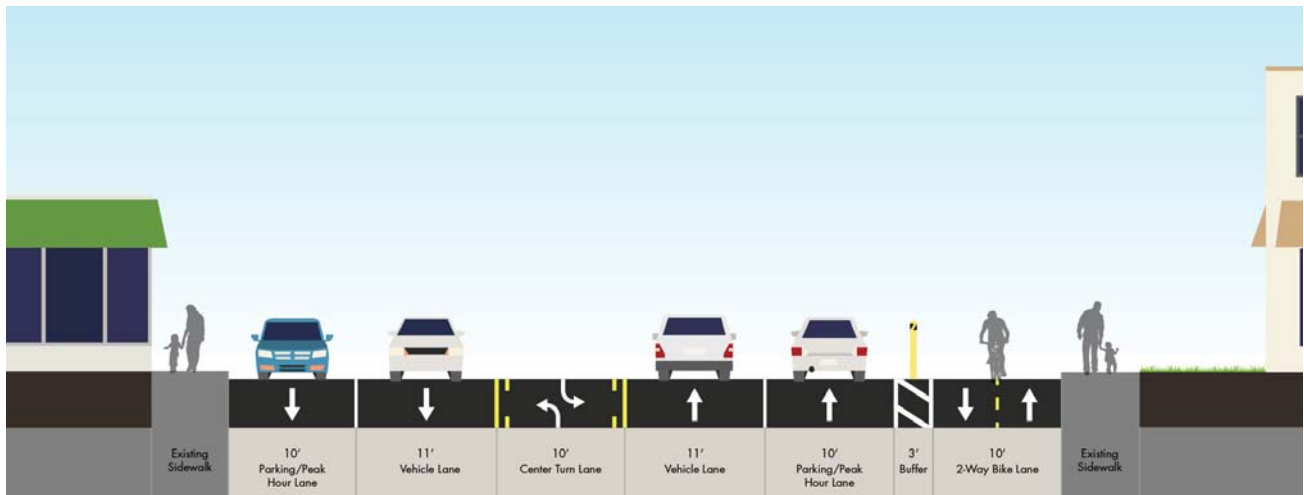 Existing
Sidewalk
10'
Parking/Peak
Hour Lane
11'
Vehicle Lane
10'
Center Turn Lane
11'
Vehicle Lane
10'
Parking/Peak
Hour Lane
3'
Buffer
10'
2-Way Bike Lane
Existing
Sidewalk